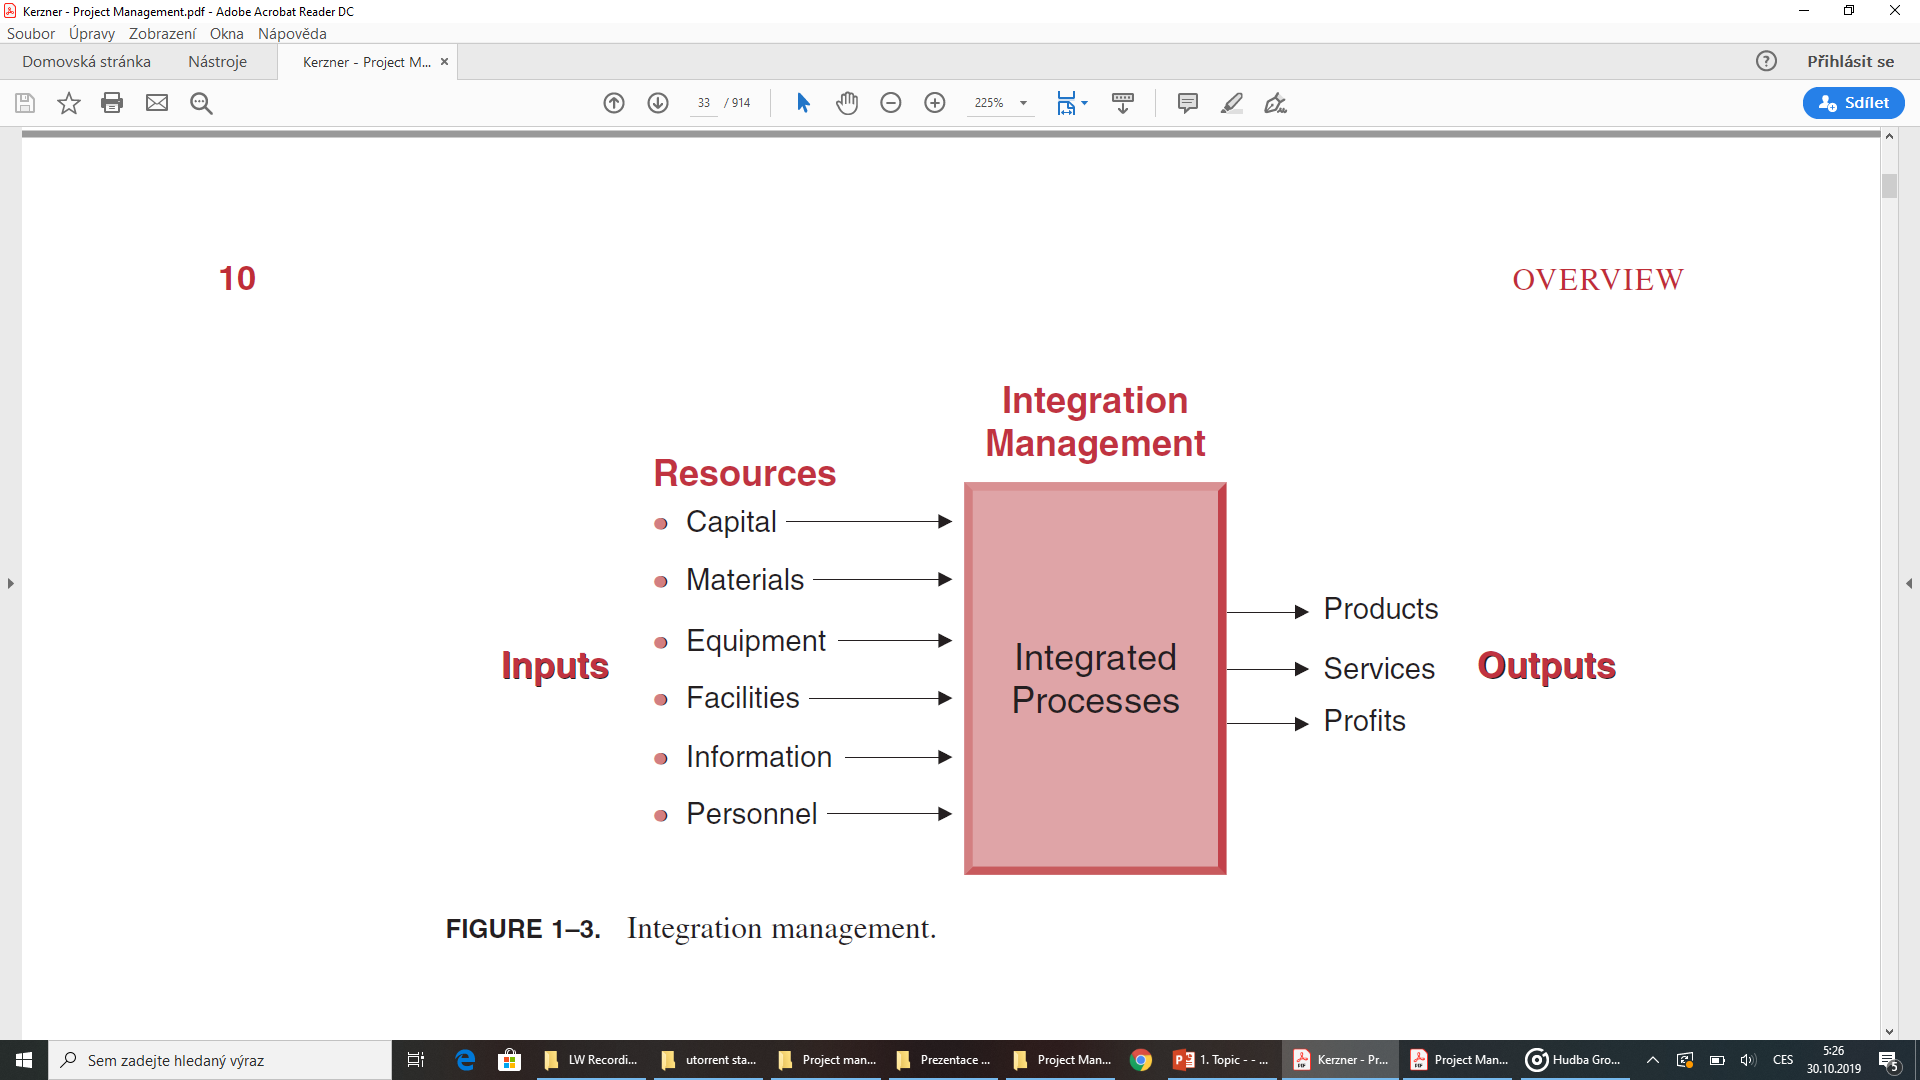 Kerzner - Project Management.pdf - Adobe Acrobat Reader DC
Soubor Úpravy Zobrazení Okna Nápověda
Domovská stránka Nástroje Kerzner - Project M... × ? Přihlásit se
33 / 914 225% Sdílet
10 OVERVIEW
Integration
Management
Resources
Capital
Materials
Equipment
Facilities
Information
Personnel
Inputs
Integrated
Processes
Products
Services
Profits
Outputs
FIGURE 1–3. Integration management.
Sem zadejte hledaný výraz LW Recordi... utorrent sta... Project man... Prezentace ... Project Man... 1. Topic - - ... Kerzner - Pr... Project Man... Hudba Gro... CES 5:26
30.10.2019 5